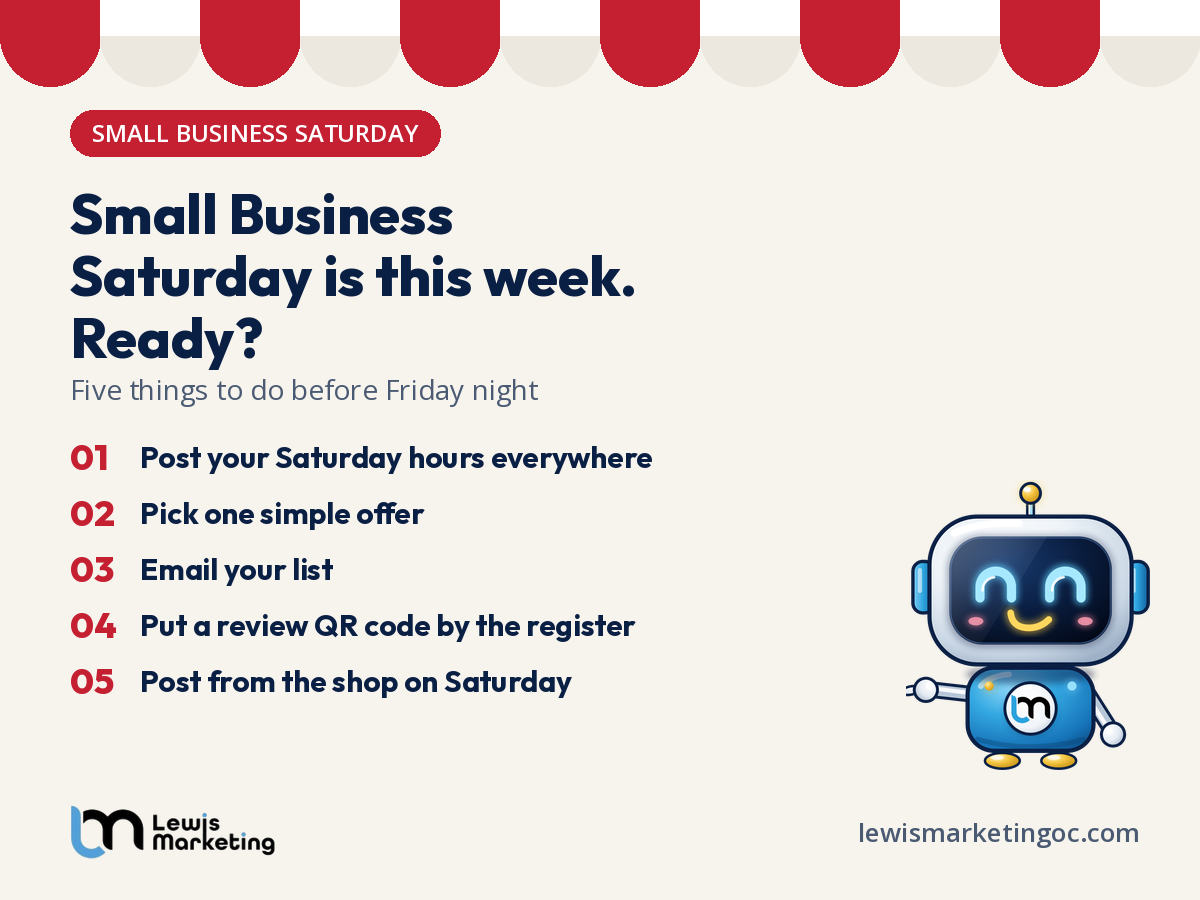 SMALL BUSINESS SATURDAY
Small Business
Saturday is this week.
Ready?
Five things to do before Friday night
01 Post your Saturday hours everywhere
02 Pick one simple offer
03 Email your list
04 Put a review QR code by the register
05 Post from the shop on Saturday
lm
lm Lewis
Marketing
lewismarketingoc.com